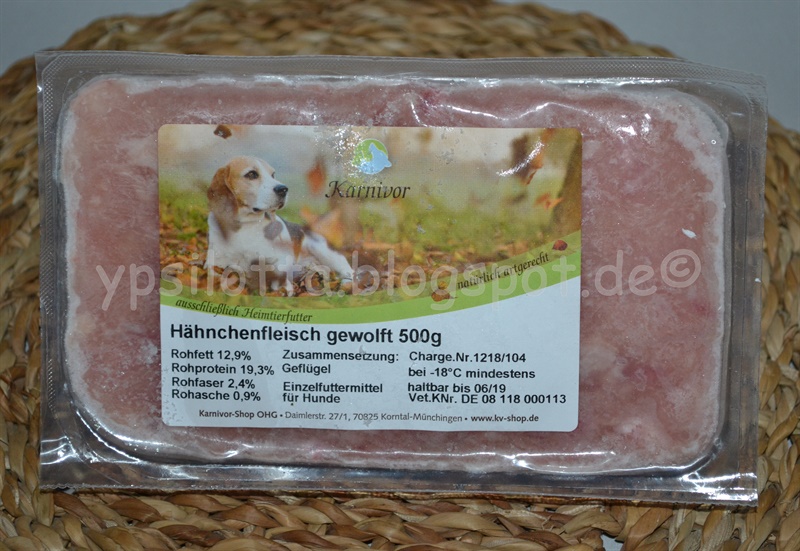 Karnivor
natürlich artgerecht
ypsilotta.blogspot.de©
ausschließlich Heimtierfutter
Hähnchenfleisch gewolft 500g
Rohfett 12,9%
Rohprotein 19,3%
Rohfaser 2,4%
Rohasche 0,9%
Zusammenseizung:
Geflügel
Einzelfuttermittel
für Hunde
Charge.Nr.1218/104
bei -18°C mindestens
haltbar bis 06/19
Vet.KNr. DE 08 118 000113
Karnivor-Shop OHG • Daimlerstr. 27/1, 70825 Korntal-Münchingen • www.kv-shop.de